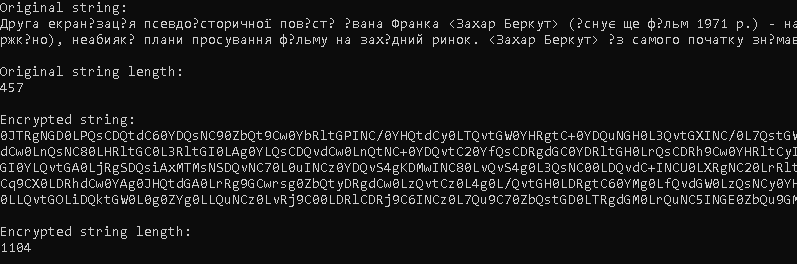 Original string:
Друга екран?зац?я псевдо?сторичної пов?ст? ?вана Франка <Захар Беркут> (?снує ще ф?льм 1971 р.) - на
ржк?но), неабияк? плани просування ф?льму на зах?дний ринок. <Захар Беркут> ?з самого початку зн?мав
Original string length:
457
Encrypted string:
0JTRgNGD0LPQsCDQtdC60YDQsNC90ZbQt9Cw0YbRltGPINC/0YHQtdCy0LTQvtGW0YHRgtC+0YDQuNGH0L3QvtGXINC/0L7QstGW
dCw0LnQsNC80LHRltGC0L3RltGI0LAg0YLQsCDQvdCw0LnQtNC+0YDQvtC20YfQsCDRgdGC0YDRltGH0LrQsCDRh9Cw0YHRltCyI
GI0YLQvtGA0LjRgSDQsiAxMTMsNSDQvNC70L0uINCz0YDQvS4gKDMwINC80LvQvS4g0L3QsNC00LDQvdC+INCU0LXRgNC20LrRlt
Cq9CX0LDRhdCw0YAg0JHQtdGA0LrRg9GCwrsg0ZbQtyDRgdCw0LzQvtCz0L4g0L/QvtGH0LDRgtC60YMg0LfQvdGW0LzQsNCy0YH
0LLQvtGOLiDQktGW0L0g0ZYg0LLQuNCz0LvRj9C00LDRlCDRj9C6INCz0L7Qu9C70ZbQstGD0LTRgdGM0LrQuNC5INGE0ZbQu9GM
Encrypted string length:
1104